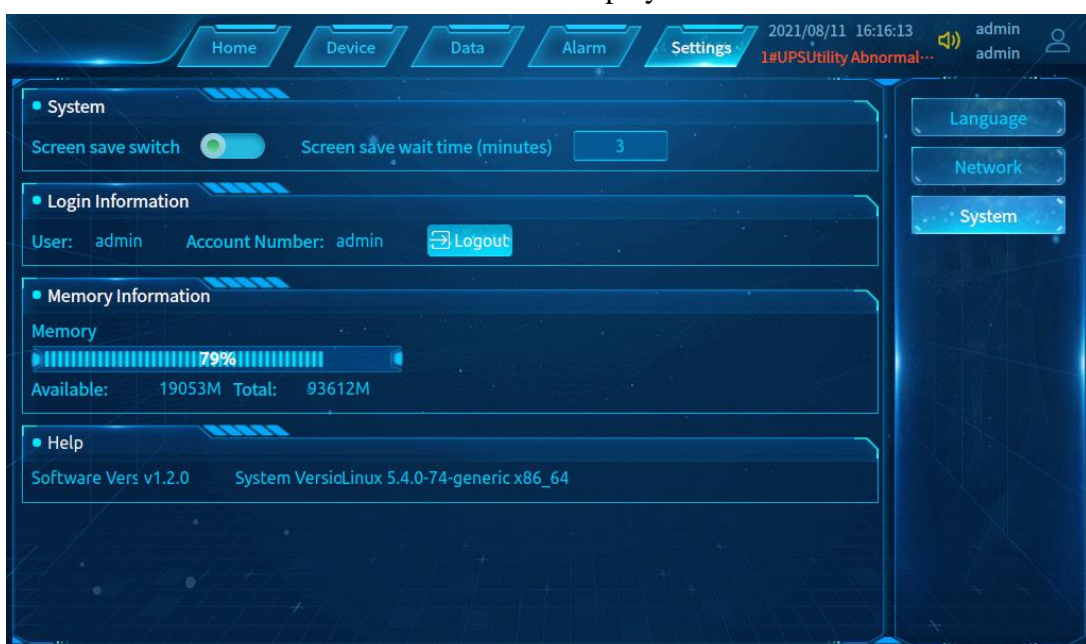 Home Device Data Alarm Settings 2021/08/11 16:16:13 admin
1#UPSUtility Abnormal··· admin
System
Screen save switch Screen save wait time (minutes) 3
Login Information
User: admin Account Number: admin Logout
Memory Information
Memory
79%
Available: 19053M Total: 93612M
Help
Software Vers v1.2.0 System Versio Linux 5.4.0-74-generic x86_64
Language
Network
System